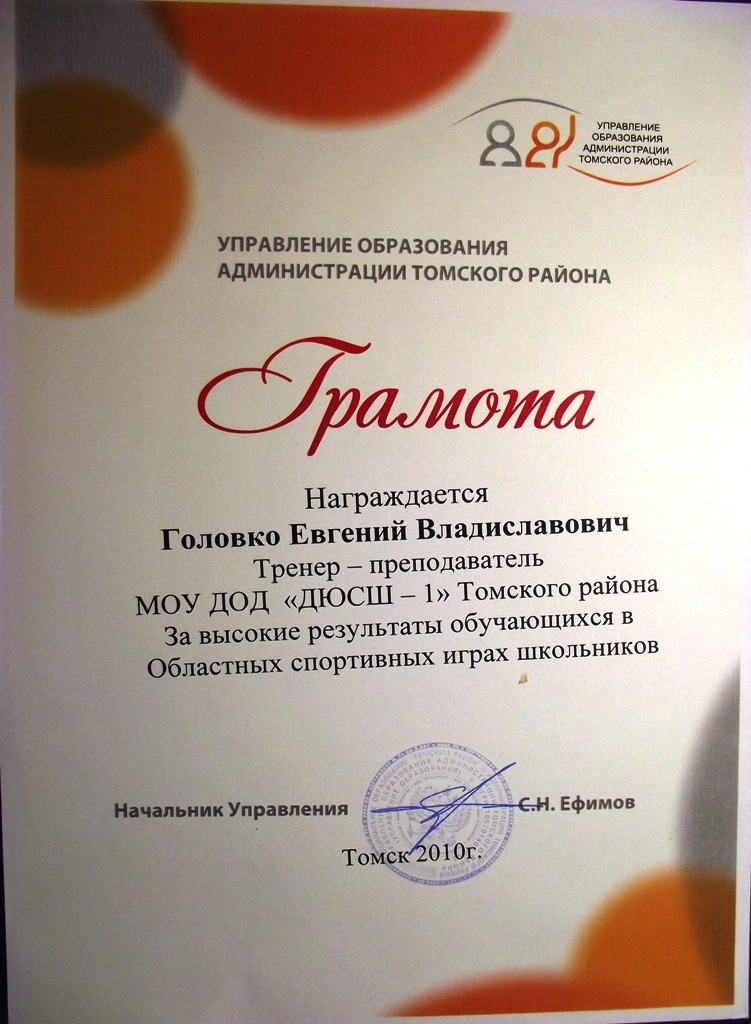 УПРАВЛЕНИЕ
ОБРАЗОВАНИЯ
АДМИНИСТРАЦИИ
ТОМСКОГО РАЙОНА
УПРАВЛЕНИЕ ОБРАЗОВАНИЯ
АДМИНИСТРАЦИИ ТОМСКОГО РАЙОНА
Грамота
Награждается
Головко Евгений Владиславович
Тренер – преподаватель
МОУ ДОД «ДЮСШ – 1» Томского района
За высокие результаты обучающихся в
Областных спортивных играх школьников
Начальник Управления С.Н. Ефимов
Томск 2010г.